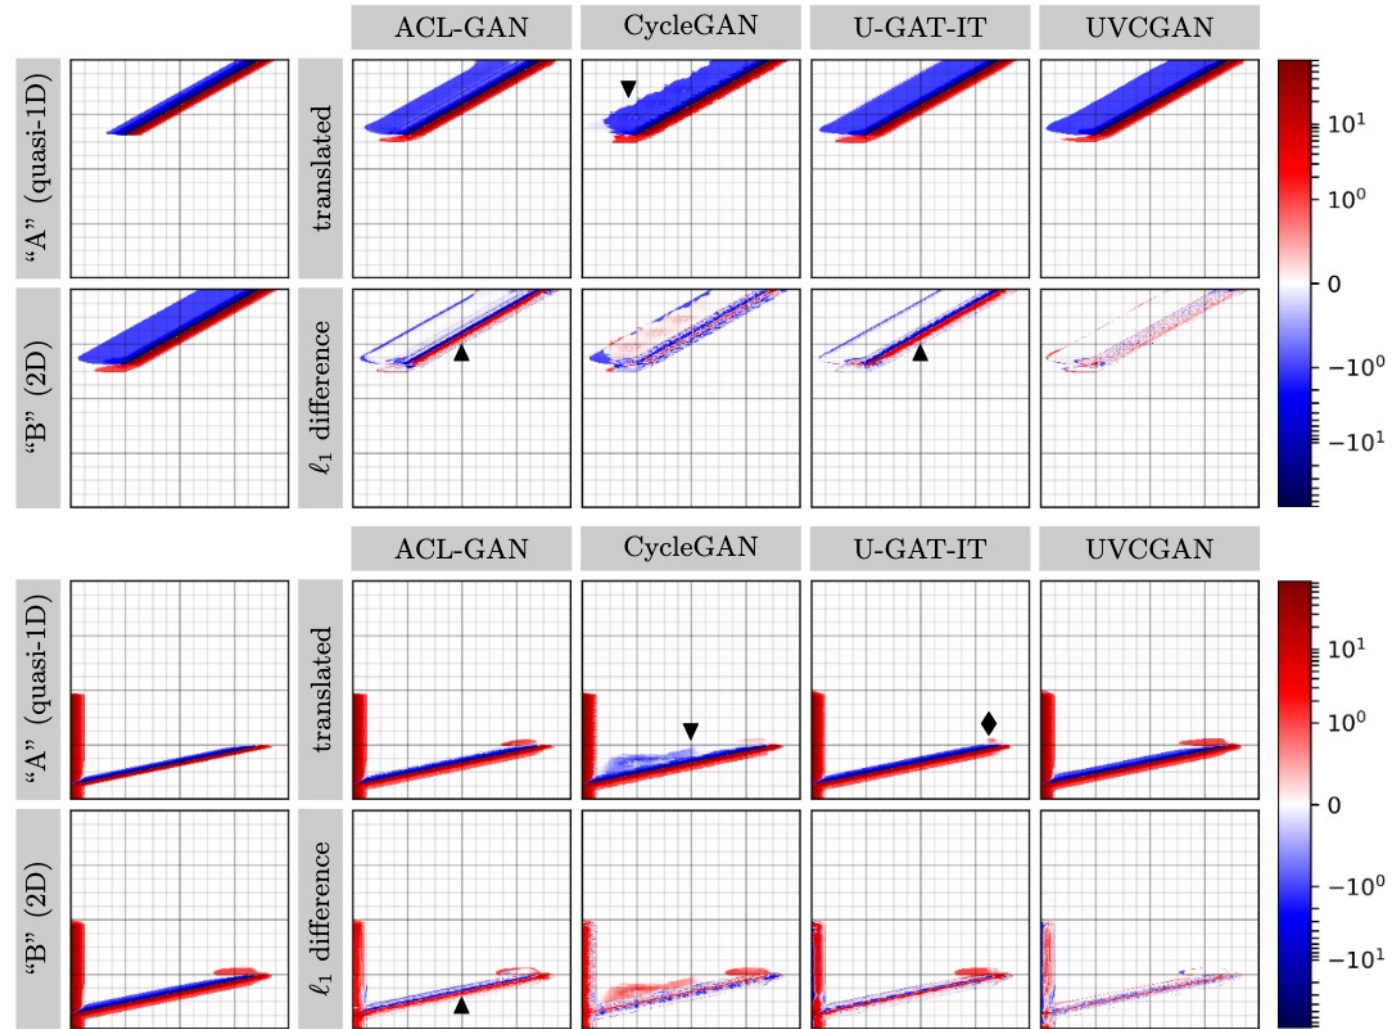 ACL-GAN CycleGAN U-GAT-IT UVCGAN
“A” (quasi-1D)
translated
10¹
10⁰
0
−10⁰
−10¹
“B” (2D)
ℓ₁ difference
ACL-GAN CycleGAN U-GAT-IT UVCGAN
“A” (quasi-1D)
translated
10¹
10⁰
0
−10⁰
−10¹
“B” (2D)
ℓ₁ difference